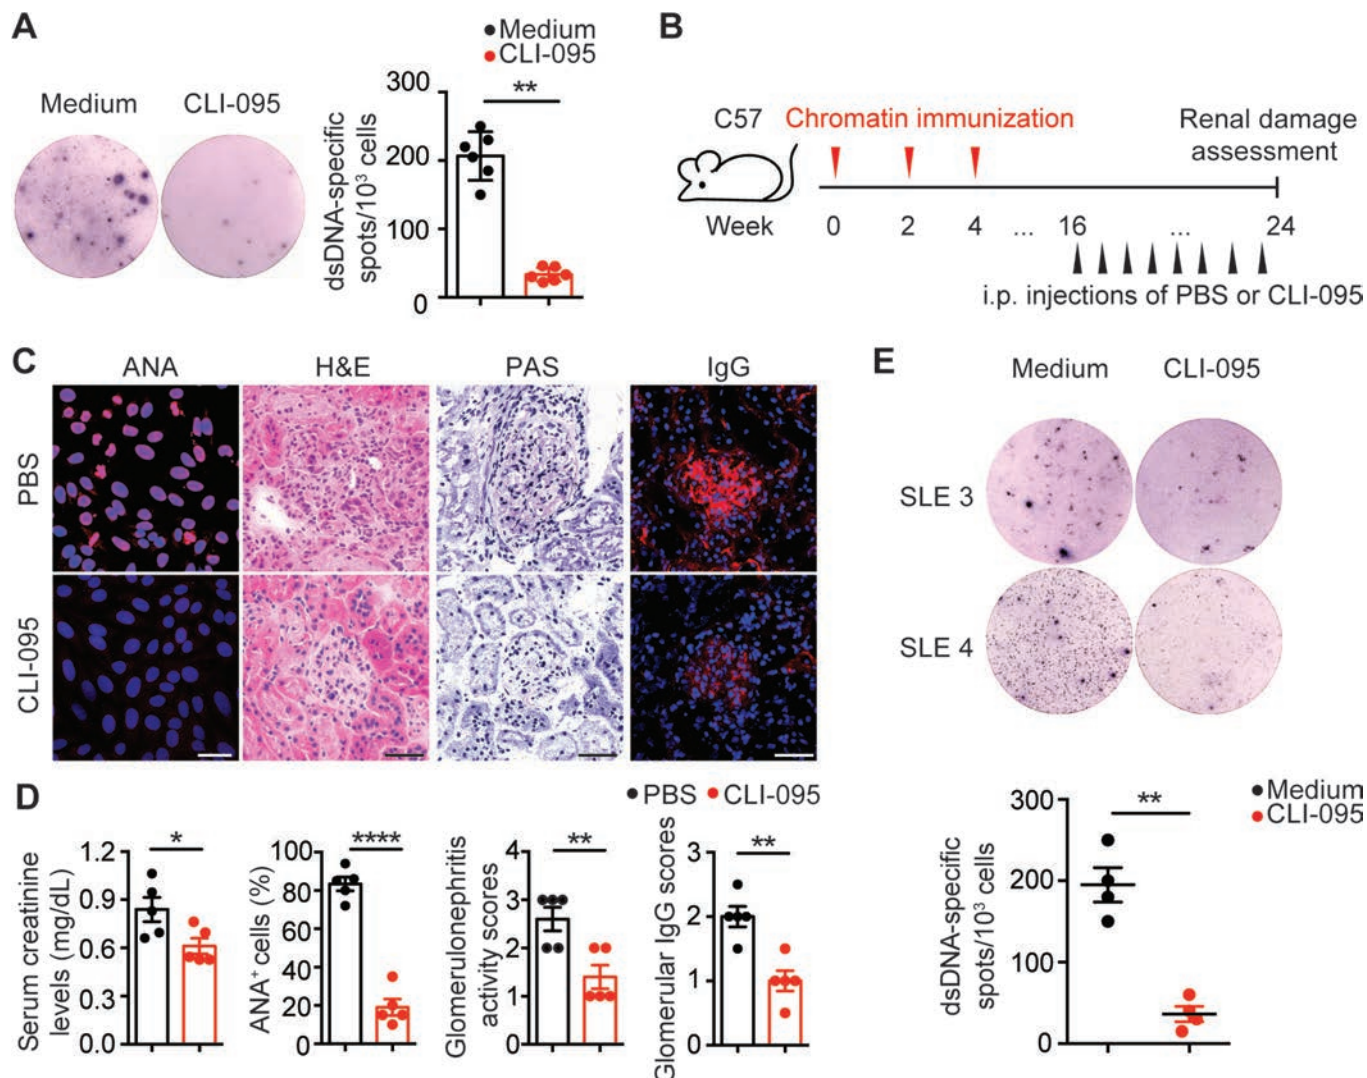 A
Medium
CLI-095
Medium CLI-095
dsDNA-specific
spots/10³ cells
300
200
100
0
**
B
C57
Chromatin immunization
Renal damage
assessment
Week 0 2 4 ... 16 ... 24
i.p. injections of PBS or CLI-095
C
ANA H&E PAS IgG
PBS
CLI-095
D
PBS CLI-095
Serum creatinine
levels (mg/dL)
1.2
0.9
0.6
0.3
0.0
*
ANA⁺ cells (%)
100
80
60
40
20
0
****
Glomerulonephritis
activity scores
4
3
2
1
0
**
Glomerular IgG scores
3
2
1
0
**
E
Medium CLI-095
SLE 3
SLE 4
Medium
CLI-095
dsDNA-specific
spots/10³ cells
300
200
100
0
**